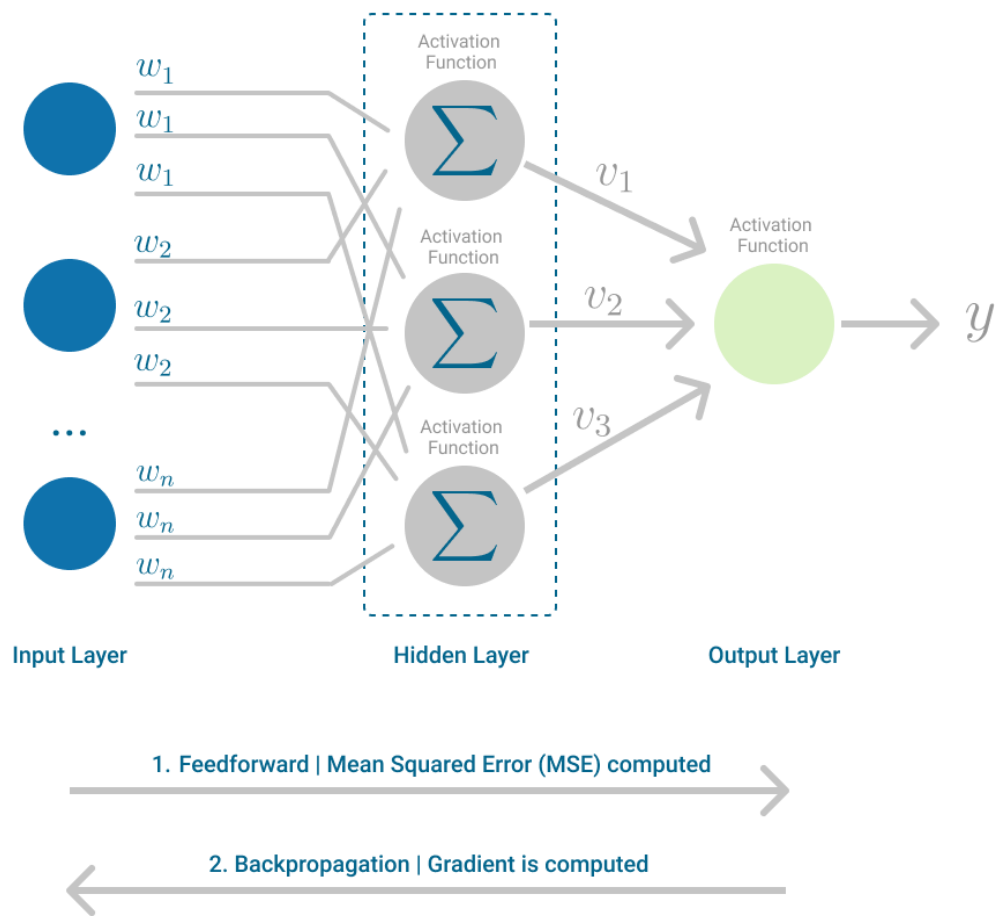 Activation
Function
w₁
w₁
w₁
Σ
v₁
w₂
w₂
w₂
Activation
Function
Σ
v₂
Activation
Function
y
...
Activation
Function
Σ
v₃
wₙ
wₙ
wₙ
Input Layer
Hidden Layer
Output Layer
1. Feedforward | Mean Squared Error (MSE) computed
2. Backpropagation | Gradient is computed